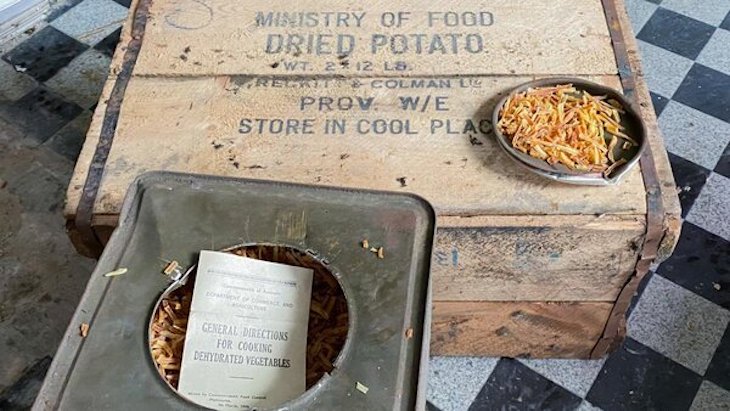 MINISTRY OF FOOD
DRIED POTATO
WT. 2 12 LB.
RECKITT & COLMAN LTD
PROV. W/E
STORE IN COOL PLAC
DEPARTMENT OF COMMERCE AND
AGRICULTURE
GENERAL DIRECTIONS
FOR COOKING
DEHYDRATED VEGETABLES